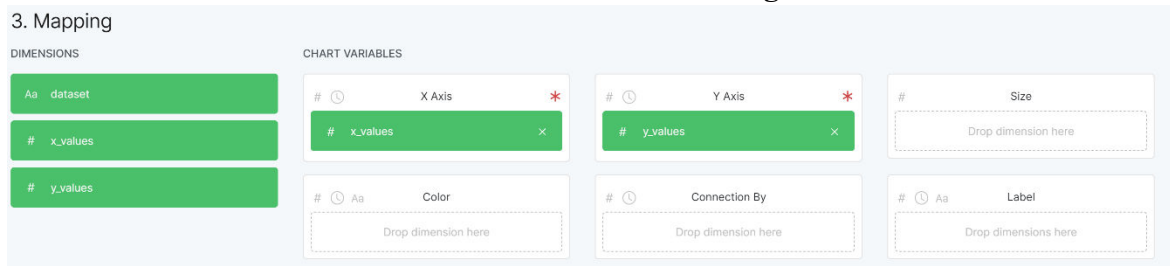 3. Mapping
DIMENSIONS
CHART VARIABLES
Aa dataset
# x_values
# y_values
# X Axis *
# x_values ×
# Y Axis *
# y_values ×
# Size
Drop dimension here
# Aa Color
Drop dimension here
# Connection By
Drop dimension here
# Aa Label
Drop dimensions here